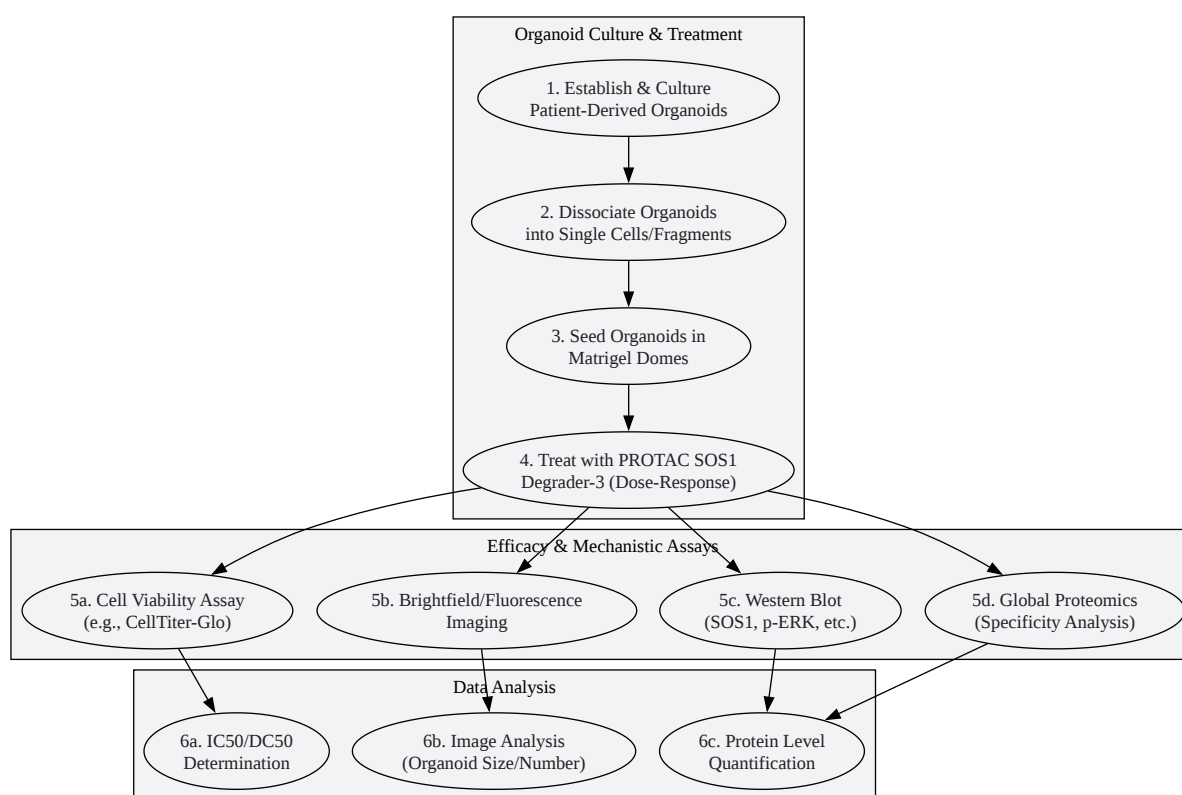 Organoid Culture & Treatment
1. Establish & Culture
Patient-Derived Organoids
2. Dissociate Organoids
into Single Cells/Fragments
3. Seed Organoids in
Matrigel Domes
4. Treat with PROTAC SOS1
Degrader-3 (Dose-Response)
Efficacy & Mechanistic Assays
5a. Cell Viability Assay
(e.g., CellTiter-Glo)
5b. Brightfield/Fluorescence
Imaging
5c. Western Blot
(SOS1, p-ERK, etc.)
5d. Global Proteomics
(Specificity Analysis)
Data Analysis
6a. IC50/DC50
Determination
6b. Image Analysis
(Organoid Size/Number)
6c. Protein Level
Quantification